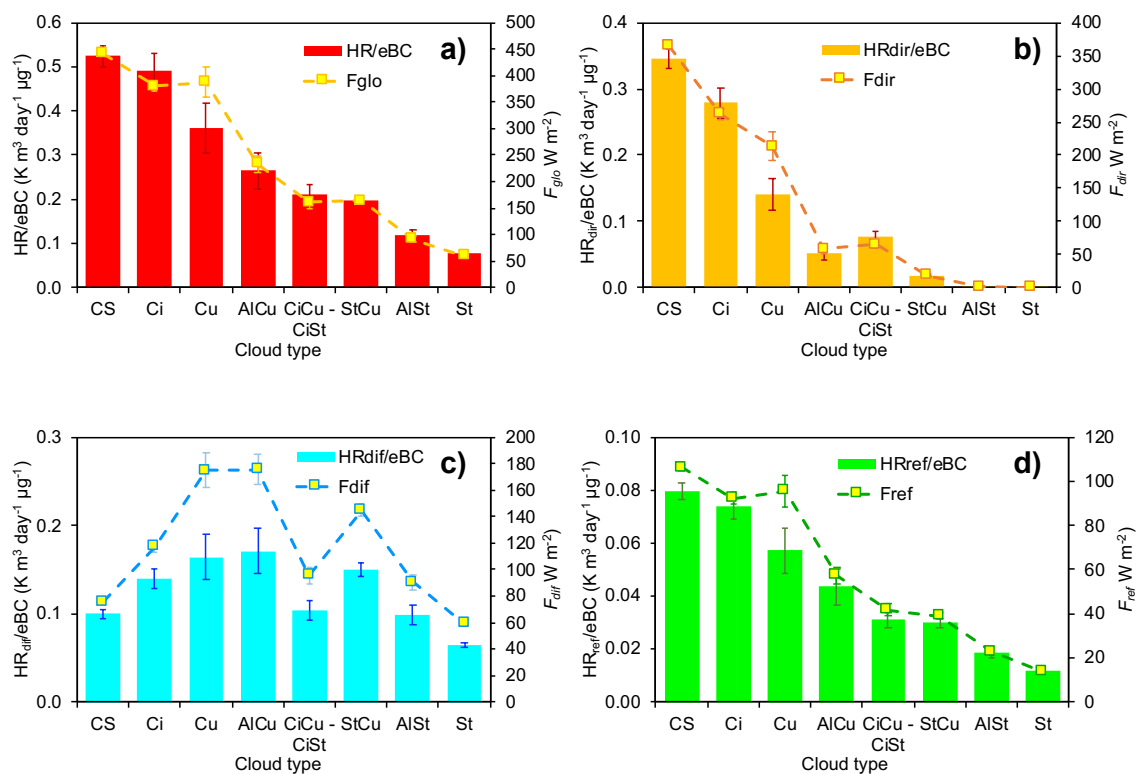 a)
HR/eBC
Fglo
HR/eBC (K m³ day⁻¹ µg⁻¹)
0.6
0.5
0.4
0.3
0.2
0.1
0.0
500
450
400
350
300
250
200
150
100
50
0
F_glo W m⁻²
CS Ci Cu AlCu CiCu - StCu AlSt St
CiSt
Cloud type
b)
HRdir/eBC
Fdir
HR_dir/eBC (K m³ day⁻¹ µg⁻¹)
0.4
0.3
0.2
0.1
0.0
400
350
300
250
200
150
100
50
0
F_dir W m⁻²
CS Ci Cu AlCu CiCu - StCu AlSt St
CiSt
Cloud type
c)
HRdif/eBC
Fdif
HR_dif/eBC (K m³ day⁻¹ µg⁻¹)
0.3
0.2
0.1
0.0
200
180
160
140
120
100
80
60
40
20
0
F_dif W m⁻²
CS Ci Cu AlCu CiCu - StCu AlSt St
CiSt
Cloud type
d)
HRref/eBC
Fref
HR_ref/eBC (K m³ day⁻¹ µg⁻¹)
0.10
0.08
0.06
0.04
0.02
0.00
120
100
80
60
40
20
0
F_ref W m⁻²
CS Ci Cu AlCu CiCu - StCu AlSt St
CiSt
Cloud type